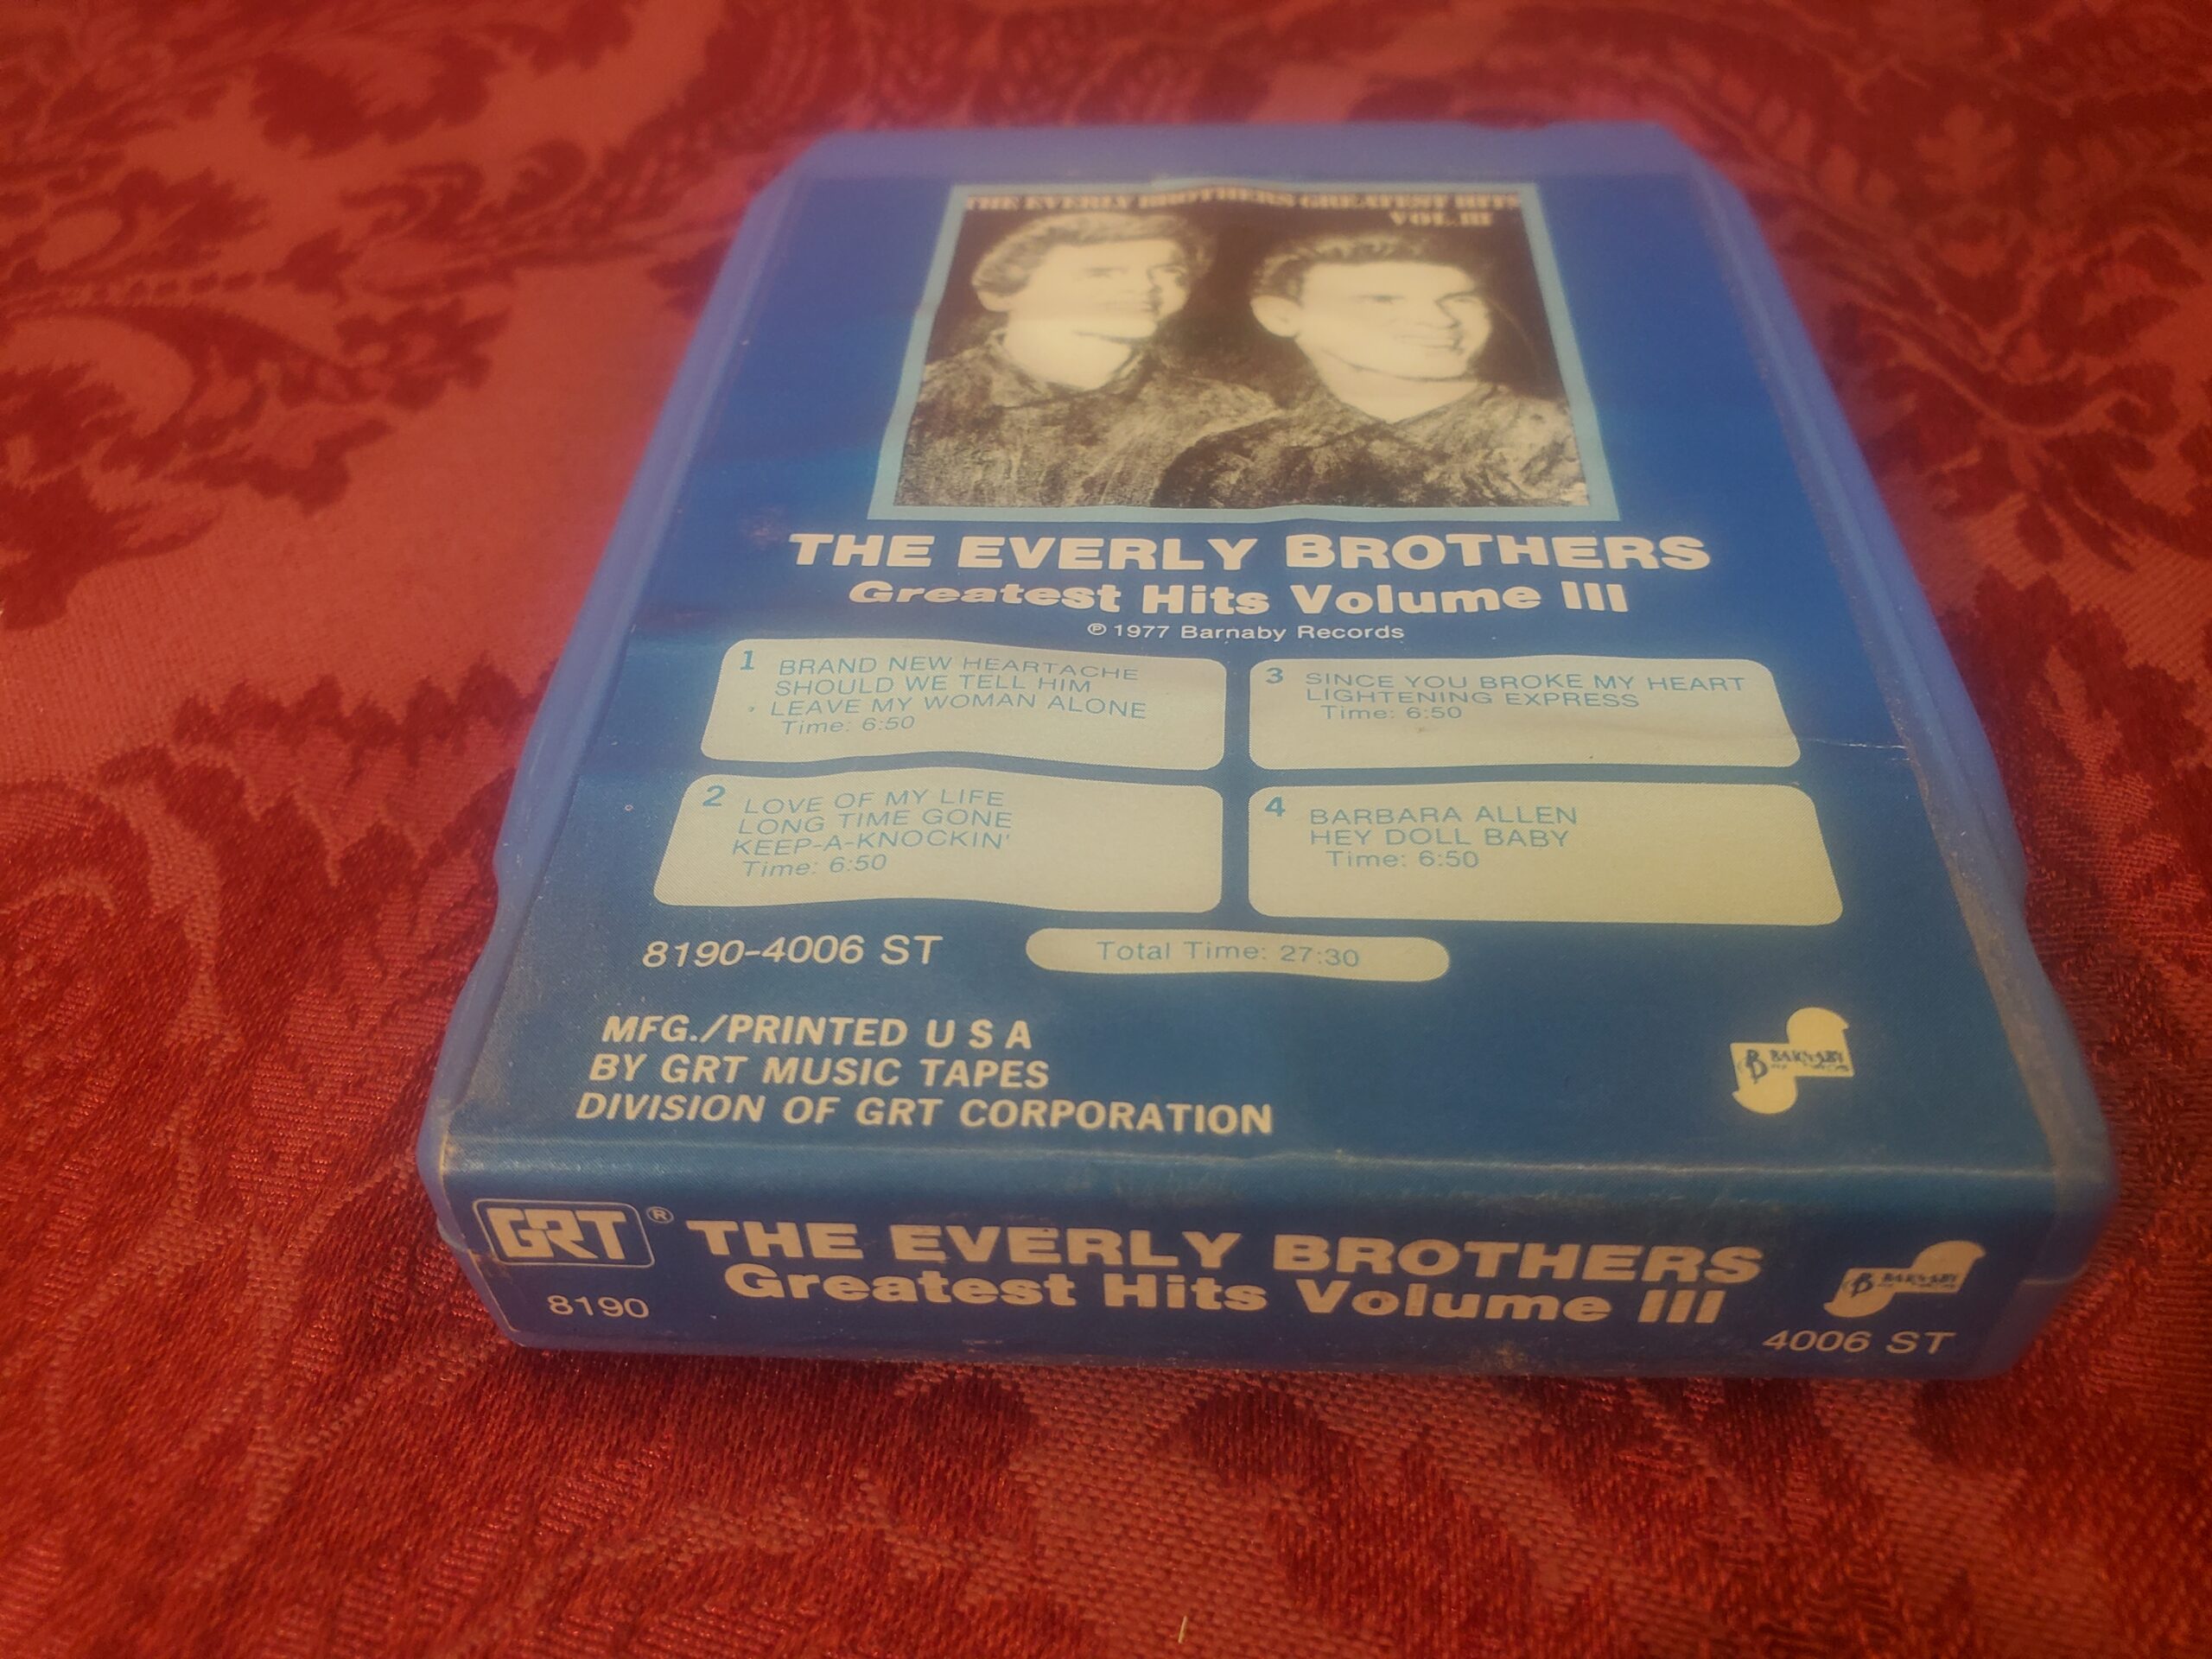 THE EVERLY BROTHERS GREATEST HITS
VOL. III
THE EVERLY BROTHERS
Greatest Hits Volume III
℗ 1977 Barnaby Records
1 BRAND NEW HEARTACHE
SHOULD WE TELL HIM
LEAVE MY WOMAN ALONE
Time: 6:50
2 LOVE OF MY LIFE
LONG TIME GONE
KEEP-A-KNOCKIN'
Time: 6:50
3 SINCE YOU BROKE MY HEART
LIGHTENING EXPRESS
Time: 6:50
4 BARBARA ALLEN
HEY DOLL BABY
Time: 6:50
8190-4006 ST
Total Time: 27:30
MFG./PRINTED U S A
BY GRT MUSIC TAPES
DIVISION OF GRT CORPORATION
B BARNABY
GRT®
8190
THE EVERLY BROTHERS
Greatest Hits Volume III
B BARNABY
4006 ST